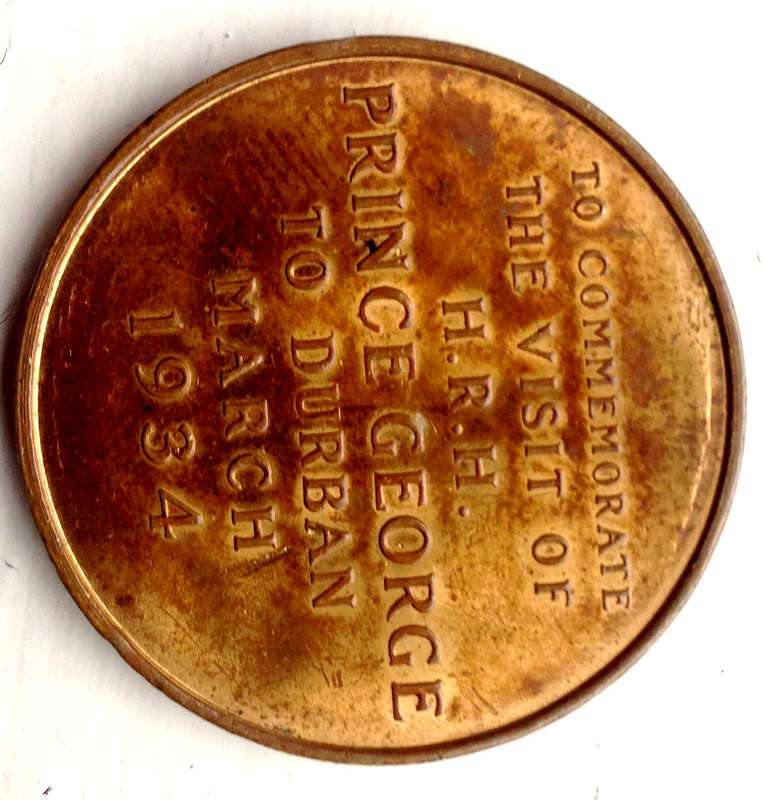 TO COMMEMORATE
THE VISIT OF
H.R.H.
PRINCE GEORGE
TO DURBAN
MARCH
1934